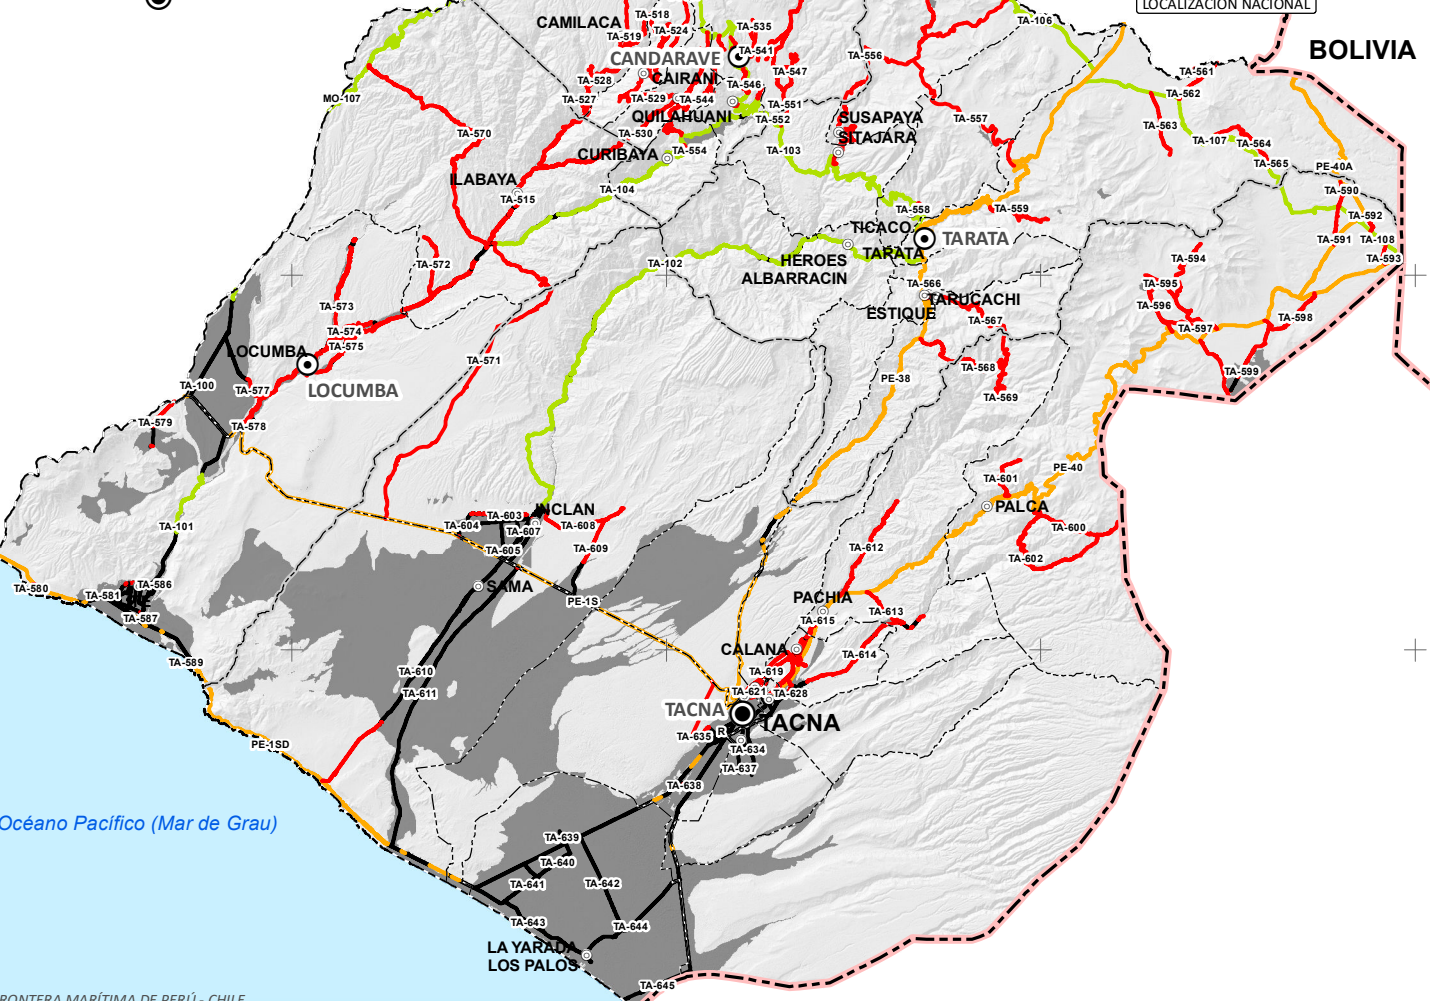 LOCALIZACIÓN NACIONAL
BOLIVIA
CAMILACA
TA-518
TA-519
TA-524
TA-535
TA-541
CANDARAVE
CAIRANI
TA-106
TA-556
TA-547
TA-528
TA-527
TA-529
TA-544
TA-546
TA-551
TA-552
QUILAHUANI
TA-530
TA-561
TA-562
MO-107
TA-570
SUSAPAYA
SITAJARA
TA-557
TA-563
TA-107
TA-564
TA-565
CURIBAYA
TA-554
TA-103
PE-40A
ILABAYA
TA-515
TA-104
TA-590
TA-558
TA-559
TA-592
TICACO
TARATA
TARATA
TA-591
TA-108
TA-593
TA-572
TA-102
HEROES
ALBARRACIN
TA-594
TA-566
TARUCACHI
ESTIQUE
TA-595
TA-596
TA-573
TA-567
TA-598
TA-597
TA-574
TA-575
LOCUMBA
LOCUMBA
TA-571
TA-568
TA-599
PE-38
TA-100
TA-577
TA-569
TA-579
TA-578
PE-40
TA-601
PALCA
TA-101
TA-604
TA-603
INCLAN
TA-607
TA-608
TA-600
TA-605
TA-609
TA-612
TA-602
TA-580
TA-581
TA-586
SAMA
PE-1S
PACHIA
TA-587
TA-615
TA-613
CALANA
TA-614
TA-589
TA-610
TA-611
TA-619
TA-621
TA-628
TACNA
TACNA
PE-1SD
TA-635
R
TA-634
TA-637
TA-638
Océano Pacífico (Mar de Grau)
TA-639
TA-640
TA-641
TA-642
TA-643
TA-644
LA YARADA
LOS PALOS
TA-645
FRONTERA MARÍTIMA DE PERÚ - CHILE